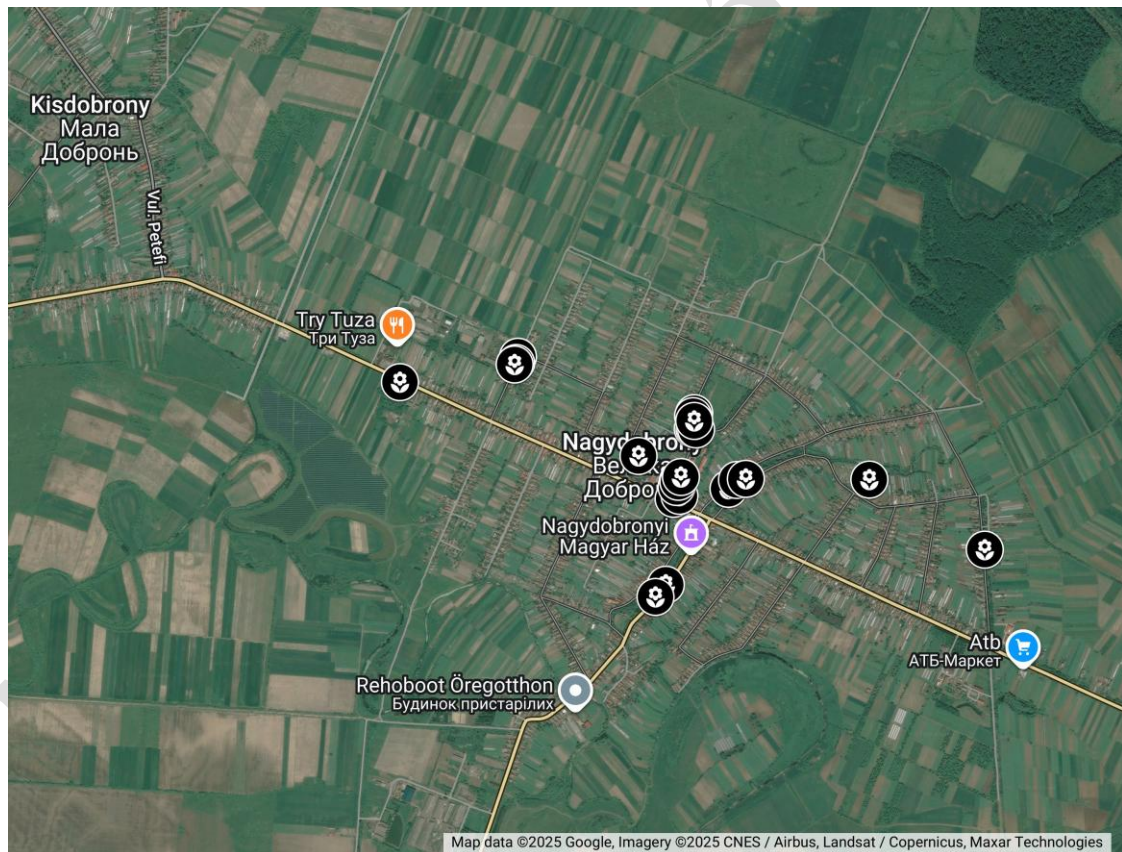 Kisdobrony
Мала
Добронь
Vul. Petefi
Try Tuza
Три Туза
Nagydobrony
Добро
Nagydobronyi
Magyar Ház
Atb
АТБ-Маркет
Rehoboot Öregotthon
Будинок пристарілих
Map data ©2025 Google, Imagery ©2025 CNES / Airbus, Landsat / Copernicus, Maxar Technologies